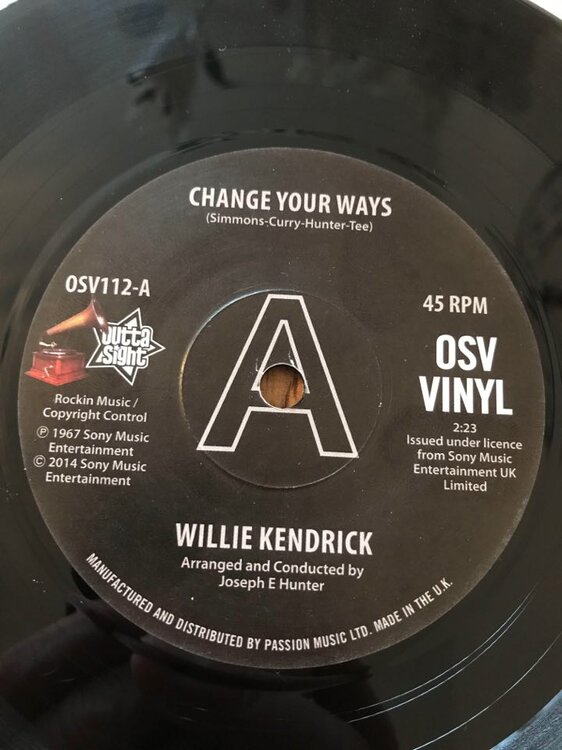 CHANGE YOUR WAYS
(Simmons-Curry-Hunter-Tee)
OSV112-A
Outta
Sight
Rockin Music /
Copyright Control
℗ 1967 Sony Music
Entertainment
© 2014 Sony Music
Entertainment
A
45 RPM
OSV
VINYL
2:23
Issued under licence
from Sony Music
Entertainment UK
Limited
WILLIE KENDRICK
Arranged and Conducted by
Joseph E Hunter
MANUFACTURED AND DISTRIBUTED BY PASSION MUSIC LTD. MADE IN THE U.K.